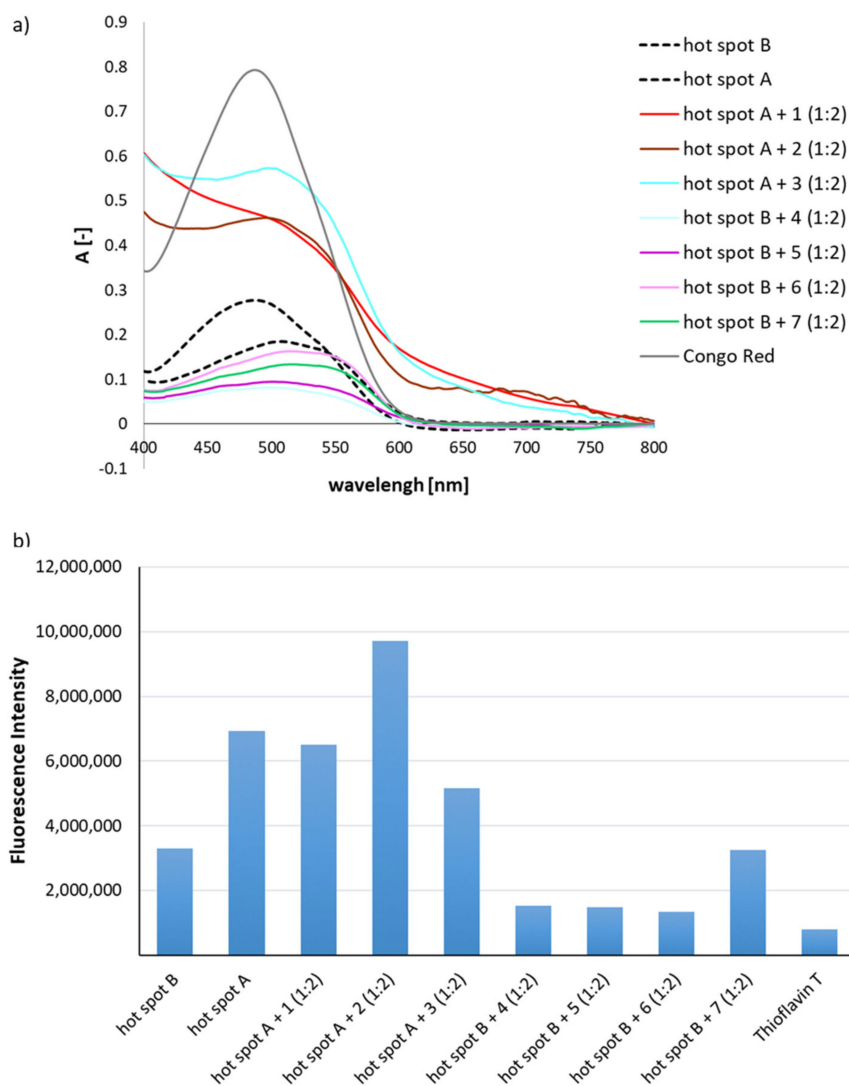 a)
0.9
0.8
0.7
0.6
0.5
0.4
0.3
0.2
0.1
0
-0.1
A [-]
400
450
500
550
600
650
700
750
800
wavelengh [nm]
hot spot B
hot spot A
hot spot A + 1 (1:2)
hot spot A + 2 (1:2)
hot spot A + 3 (1:2)
hot spot B + 4 (1:2)
hot spot B + 5 (1:2)
hot spot B + 6 (1:2)
hot spot B + 7 (1:2)
Congo Red
b)
12,000,000
10,000,000
8,000,000
6,000,000
4,000,000
2,000,000
Fluorescence Intensity
hot spot B
hot spot A
hot spot A + 1 (1:2)
hot spot A + 2 (1:2)
hot spot A + 3 (1:2)
hot spot B + 4 (1:2)
hot spot B + 5 (1:2)
hot spot B + 6 (1:2)
hot spot B + 7 (1:2)
Thioflavin T